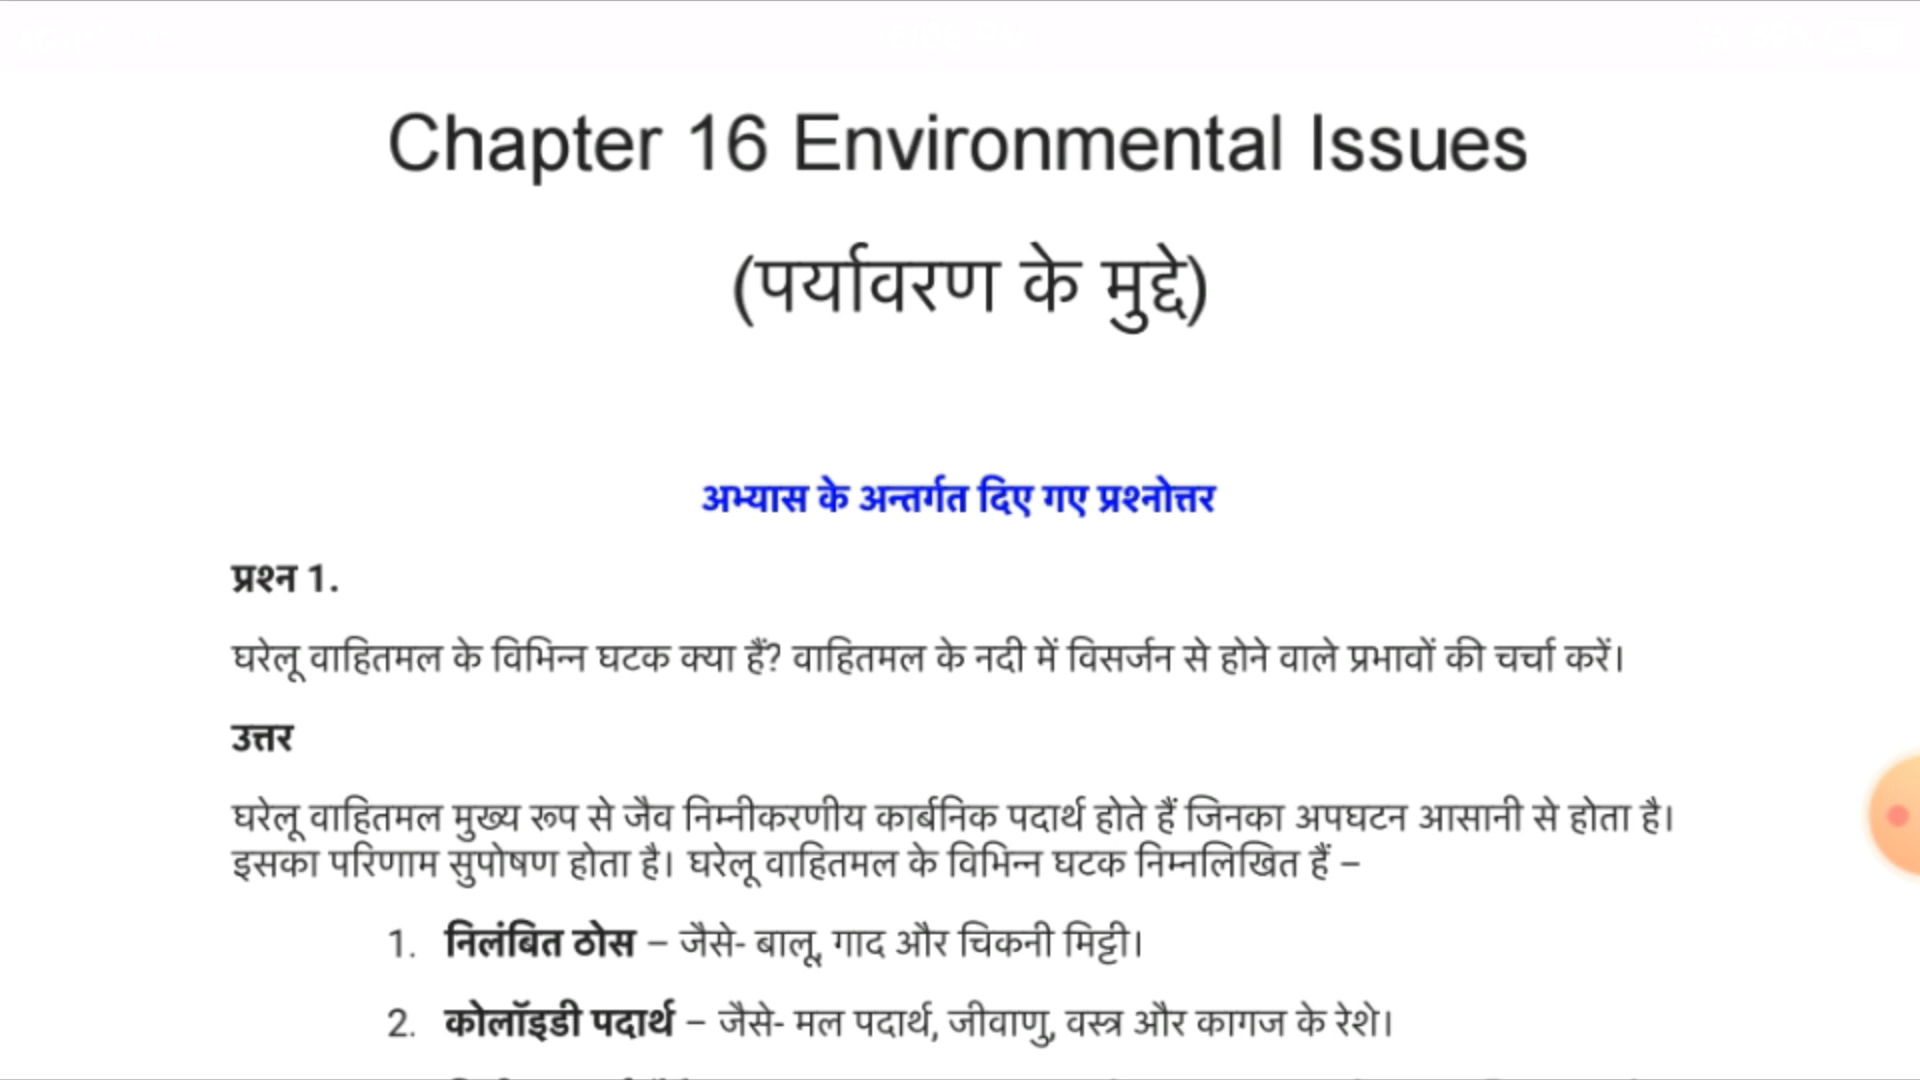 Chapter 16 Environmental Issues
(पर्यावरण के मुद्दे)
अभ्यास के अन्तर्गत दिए गए प्रश्नोत्तर
प्रश्न 1.
घरेलू वाहितमल के विभिन्न घटक क्या हैं? वाहितमल के नदी में विसर्जन से होने वाले प्रभावों की चर्चा करें।
उत्तर
घरेलू वाहितमल मुख्य रूप से जैव निम्नीकरणीय कार्बनिक पदार्थ होते हैं जिनका अपघटन आसानी से होता है।
इसका परिणाम सुपोषण होता है। घरेलू वाहितमल के विभिन्न घटक निम्नलिखित हैं –
1. निलंबित ठोस – जैसे- बालू, गाद और चिकनी मिट्टी।
2. कोलॉइडी पदार्थ – जैसे- मल पदार्थ, जीवाणु, वस्त्र और कागज के रेशे।